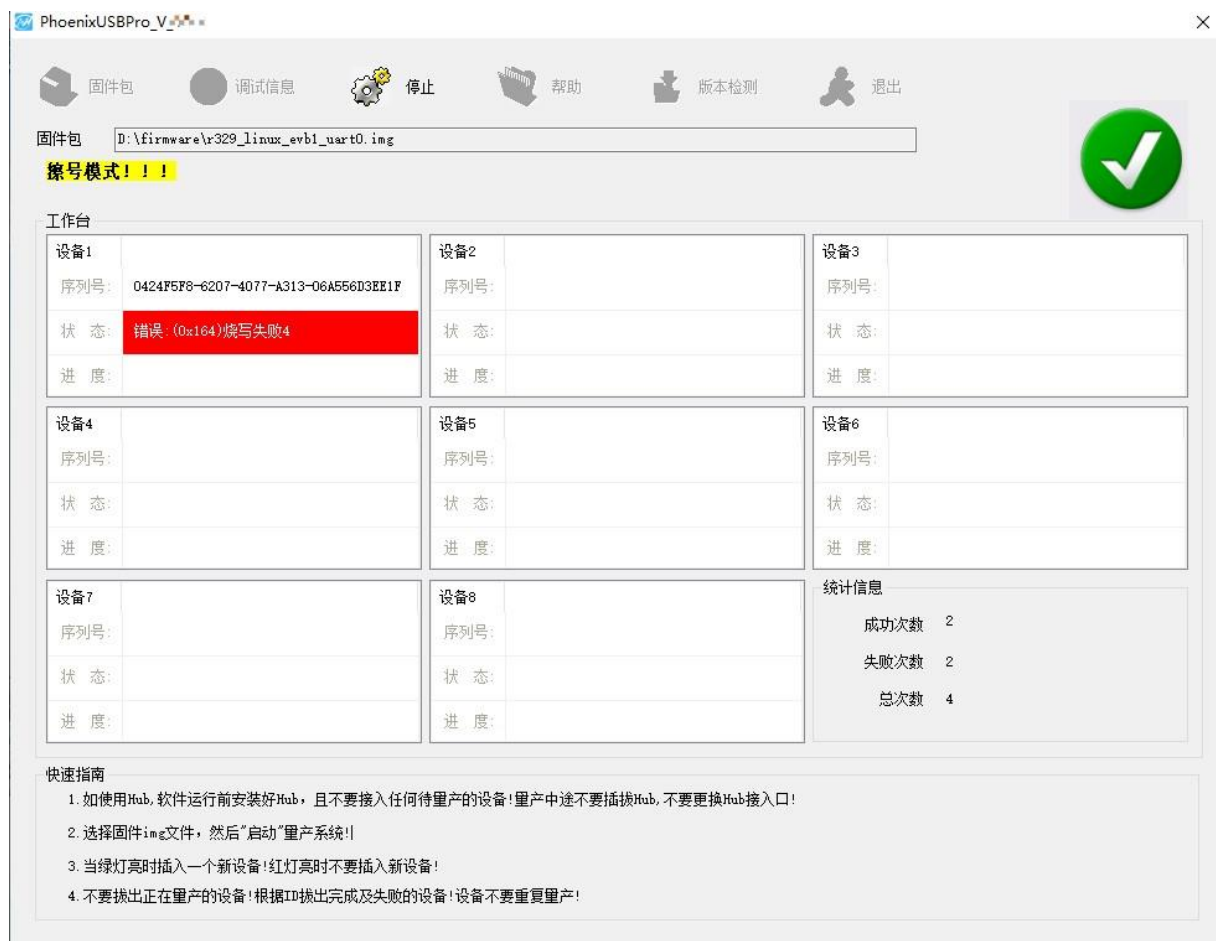 PhoenixUSBPro_V_
固件包 调试信息 停止 帮助 版本检测 退出
固件包 D:\firmware\r329_linux_evb1_uart0.img
擦号模式!!!
工作台
设备1
序列号: 0424F5F8-6207-4077-A313-06A556D3EE1F
状 态: 错误:(0x164)烧写失败4
进 度:
设备2
序列号:
状 态:
进 度:
设备3
序列号:
状 态:
进 度:
设备4
序列号:
状 态:
进 度:
设备5
序列号:
状 态:
进 度:
设备6
序列号:
状 态:
进 度:
设备7
序列号:
状 态:
进 度:
设备8
序列号:
状 态:
进 度:
统计信息
成功次数 2
失败次数 2
总次数 4
快速指南
1.如使用Hub,软件运行前安装好Hub，且不要接入任何待量产的设备!量产中途不要插拔Hub,不要更换Hub接入口!
2.选择固件img文件，然后"启动"量产系统!
3.当绿灯亮时插入一个新设备!红灯亮时不要插入新设备!
4.不要拔出正在量产的设备!根据ID拔出完成及失败的设备!设备不要重复量产!